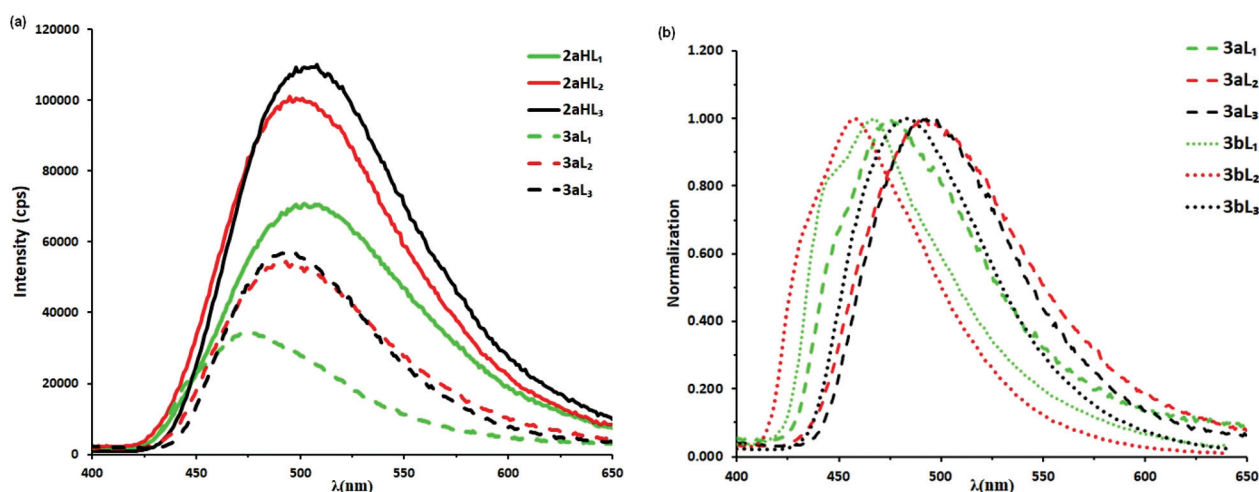 (a)
Intensity (cps)
120000
100000
80000
60000
40000
20000
0
400
450
500
550
600
650
λ(nm)
2aHL₁
2aHL₂
2aHL₃
3aL₁
3aL₂
3aL₃
(b)
Normalization
1.200
1.000
0.800
0.600
0.400
0.200
0.000
400
450
500
550
600
650
λ(nm)
3aL₁
3aL₂
3aL₃
3bL₁
3bL₂
3bL₃